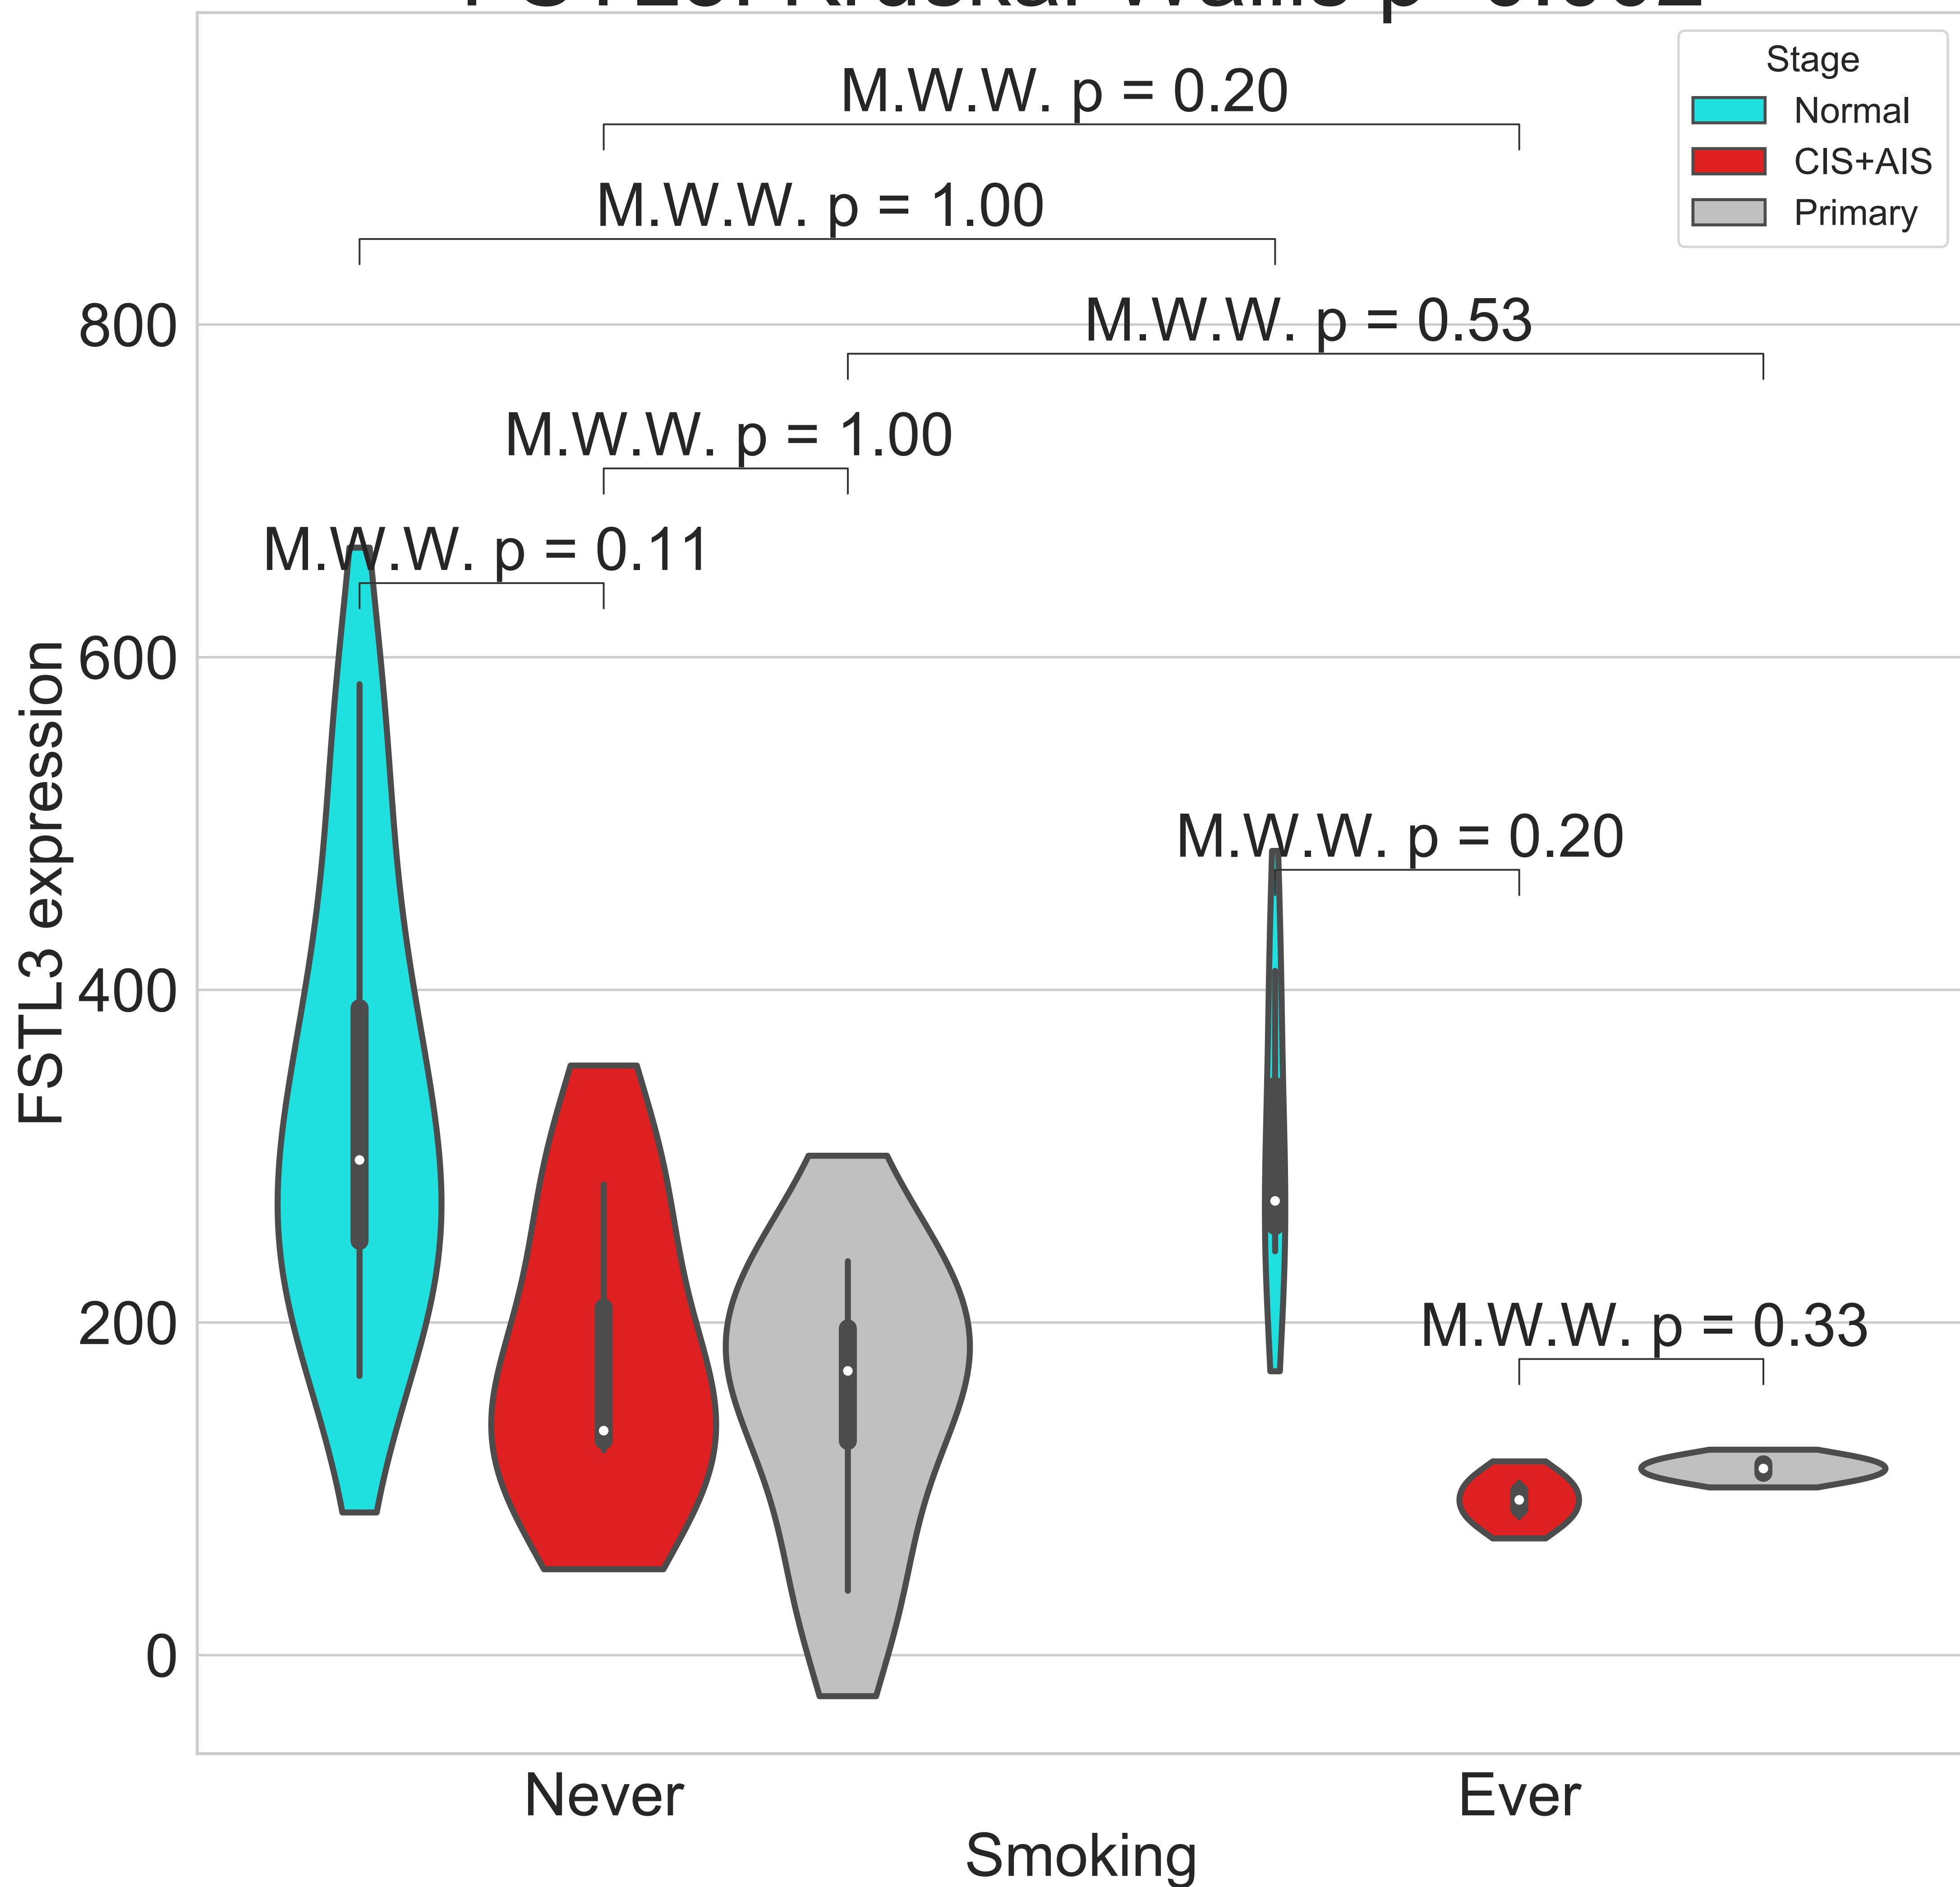 Stage
Normal
CIS+AIS
Primary
M.W.W. p = 0.20
M.W.W. p = 1.00
M.W.W. p = 0.53
M.W.W. p = 1.00
M.W.W. p = 0.11
M.W.W. p = 0.20
M.W.W. p = 0.33
FSTL3 expression
800
600
400
200
0
Never
Ever
Smoking